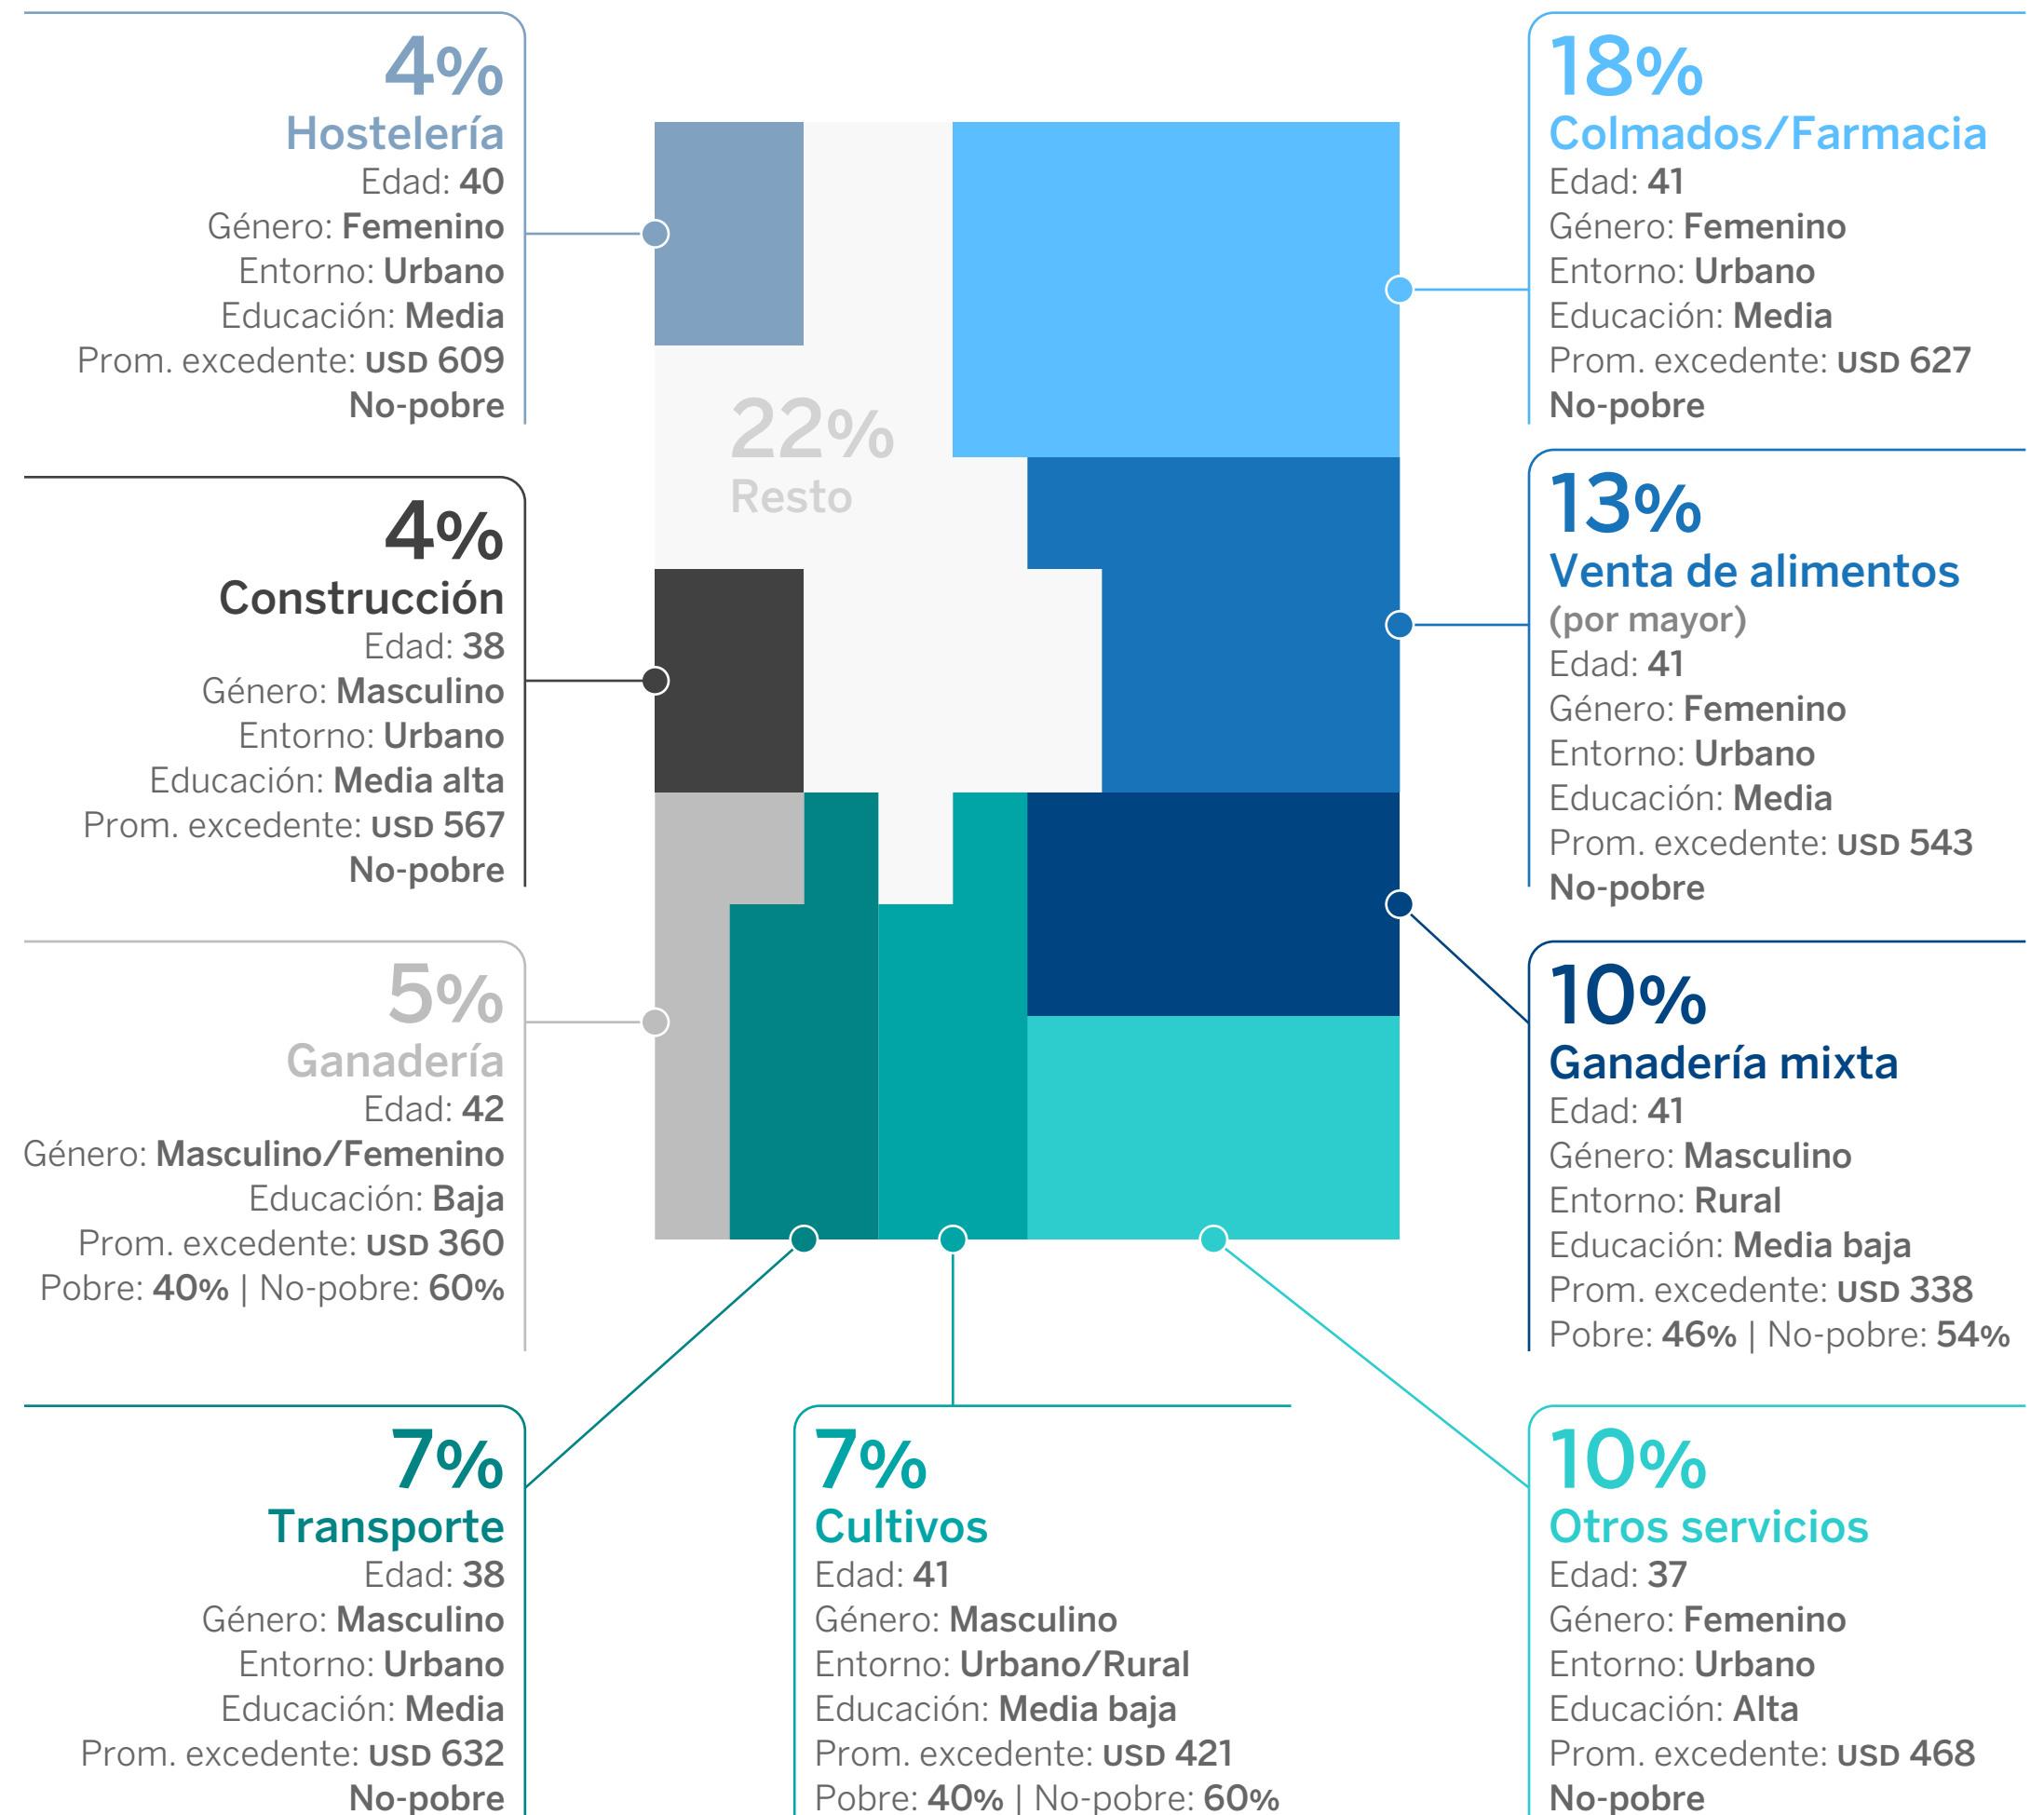 4%
Hostelería
Edad: 40
Género: Femenino
Entorno: Urbano
Educación: Media
Prom. excedente: USD 609
No-pobre
18%
Colmados/Farmacia
Edad: 41
Género: Femenino
Entorno: Urbano
Educación: Media
Prom. excedente: USD 627
No-pobre
22%
Resto
4%
Construcción
Edad: 38
Género: Masculino
Entorno: Urbano
Educación: Media alta
Prom. excedente: USD 567
No-pobre
13%
Venta de alimentos
(por mayor)
Edad: 41
Género: Femenino
Entorno: Urbano
Educación: Media
Prom. excedente: USD 543
No-pobre
5%
Ganadería
Edad: 42
Género: Masculino/Femenino
Educación: Baja
Prom. excedente: USD 360
Pobre: 40% | No-pobre: 60%
10%
Ganadería mixta
Edad: 41
Género: Masculino
Entorno: Rural
Educación: Media baja
Prom. excedente: USD 338
Pobre: 46% | No-pobre: 54%
7%
Transporte
Edad: 38
Género: Masculino
Entorno: Urbano
Educación: Media
Prom. excedente: USD 632
No-pobre
7%
Cultivos
Edad: 41
Género: Masculino
Entorno: Urbano/Rural
Educación: Media baja
Prom. excedente: USD 421
Pobre: 40% | No-pobre: 60%
10%
Otros servicios
Edad: 37
Género: Femenino
Entorno: Urbano
Educación: Alta
Prom. excedente: USD 468
No-pobre